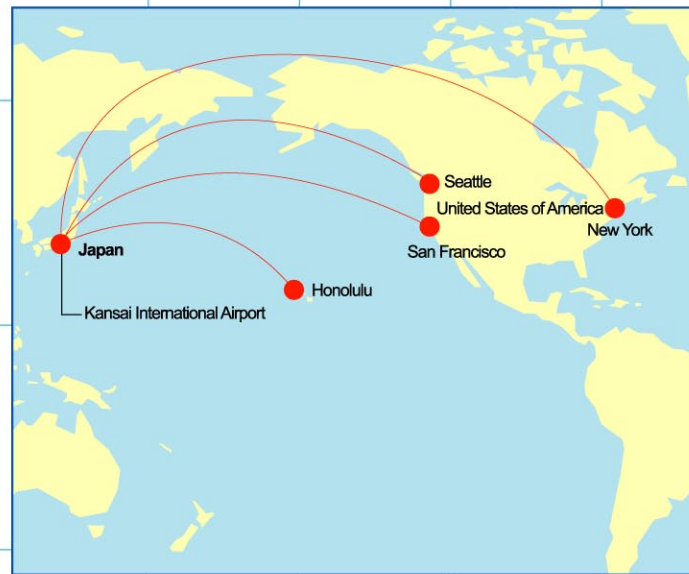 Seattle
United States of America
New York
San Francisco
Japan
Honolulu
Kansai International Airport